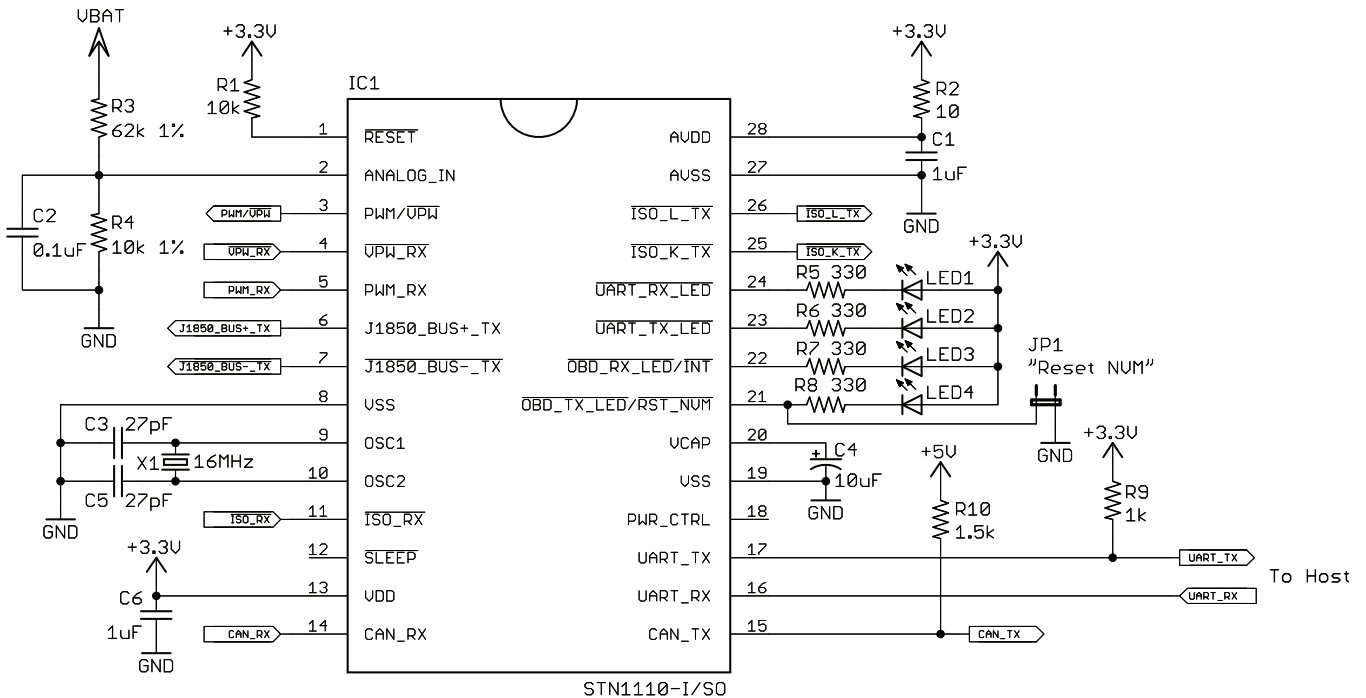 VBAT
+3.3V
+3.3V
R1
10k
IC1
R2
10
R3
62k 1%
1
RESET
AVDD
28
C1
1uF
2
ANALOG_IN
AVSS
27
GND
C2
0.1uF
R4
10k 1%
GND
PWM/VPW
3
PWM/VPW
ISO_L_TX
26
ISO_L_TX
VPW_RX
4
VPW_RX
ISO_K_TX
25
ISO_K_TX
+3.3V
PWM_RX
5
PWM_RX
UART_RX_LED
24
R5 330
LED1
J1850_BUS+_TX
6
J1850_BUS+_TX
UART_TX_LED
23
R6 330
LED2
J1850_BUS-_TX
7
J1850_BUS-_TX
OBD_RX_LED/INT
22
R7 330
LED3
JP1
"Reset NVM"
GND
8
VSS
OBD_TX_LED/RST_NVM
21
R8 330
LED4
C3 27pF
9
OSC1
VCAP
20
+
C4
10uF
GND
+3.3V
X1
16MHz
C5 27pF
GND
10
OSC2
VSS
19
+5V
R10
1.5k
R9
1k
ISO_RX
11
ISO_RX
PWR_CTRL
18
+3.3V
12
SLEEP
UART_TX
17
UART_TX
To Host
C6
1uF
GND
13
VDD
UART_RX
16
UART_RX
CAN_RX
14
CAN_RX
CAN_TX
15
CAN_TX
STN1110-I/SO